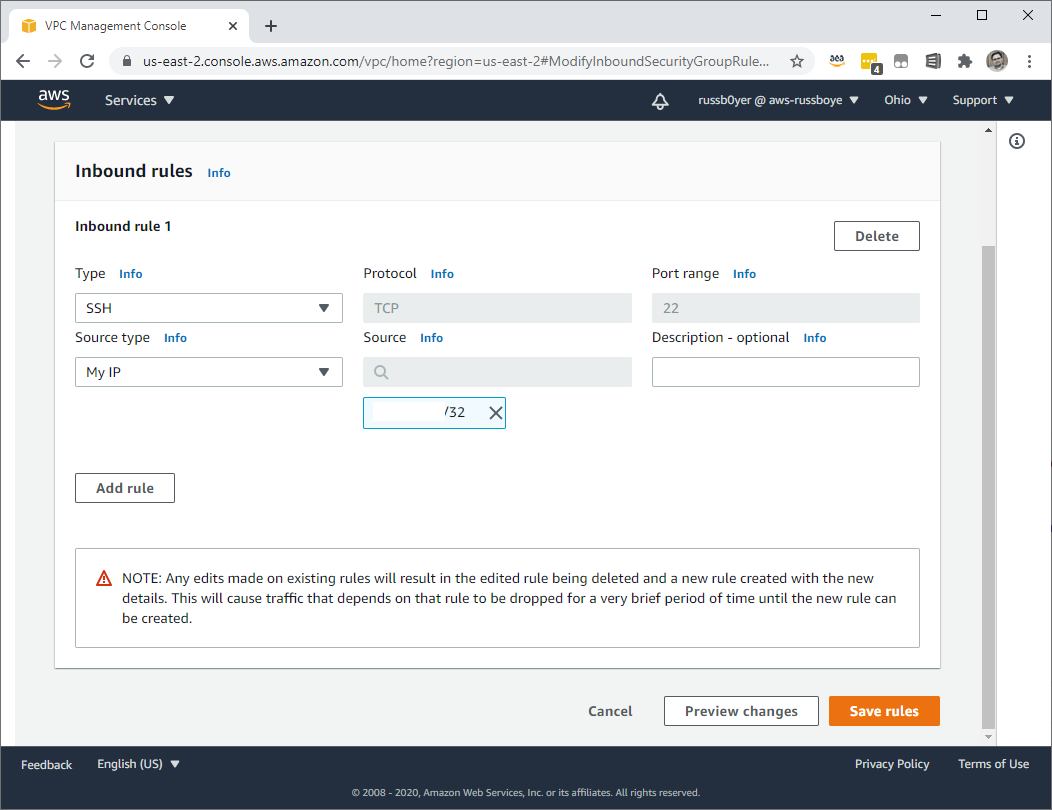 VPC Management Console
us-east-2.console.aws.amazon.com/vpc/home?region=us-east-2#ModifyInboundSecurityGroupRule...
4
aws Services russb0yer @ aws-russboye Ohio Support
Inbound rules Info
Inbound rule 1
Delete
Type Info Protocol Info Port range Info
SSH TCP 22
Source type Info Source Info Description - optional Info
My IP
/32
Add rule
NOTE: Any edits made on existing rules will result in the edited rule being deleted and a new rule created with the new
details. This will cause traffic that depends on that rule to be dropped for a very brief period of time until the new rule can
be created.
Cancel Preview changes Save rules
Feedback English (US) Privacy Policy Terms of Use
© 2008 - 2020, Amazon Web Services, Inc. or its affiliates. All rights reserved.